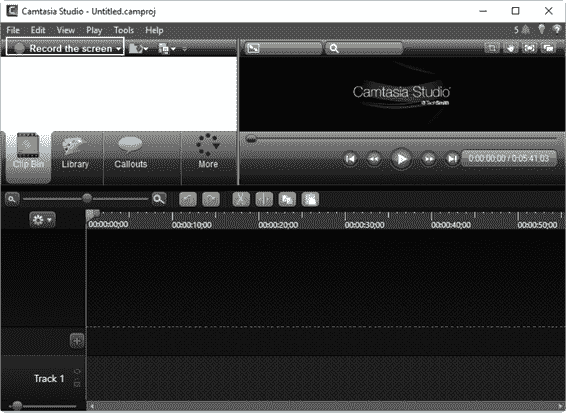 Camtasia Studio - Untitled.camproj
File Edit View Play Tools Help 5
Record the screen
Camtasia Studio
TechSmith
Clip Bin Library Callouts More
0:00:00;00 / 0:05:41;03
00:00:00;00 00:00:10;00 00:00:20;00 00:00:30;00 00:00:40;00 00:00:50;00
Track 1